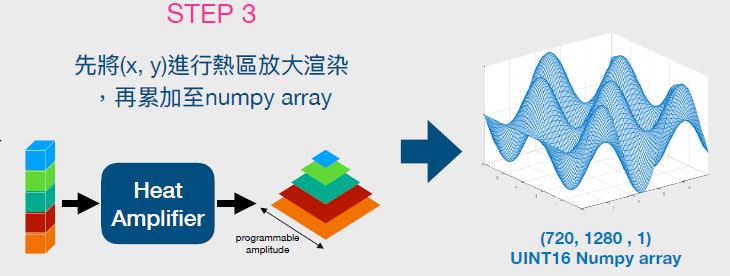 STEP 3
先將(x, y)進行熱區放大渲染
，再累加至numpy array
Heat
Amplifier
programmable
amplitude
(720, 1280 , 1)
UINT16 Numpy array